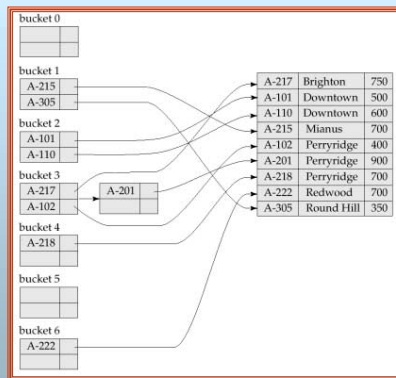 bucket 0
bucket 1
A-215
A-305
bucket 2
A-101
A-110
bucket 3
A-217
A-102
A-201
bucket 4
A-218
bucket 5
bucket 6
A-222
A-217 Brighton 750
A-101 Downtown 500
A-110 Downtown 600
A-215 Mianus 700
A-102 Perryridge 400
A-201 Perryridge 900
A-218 Perryridge 700
A-222 Redwood 700
A-305 Round Hill 350